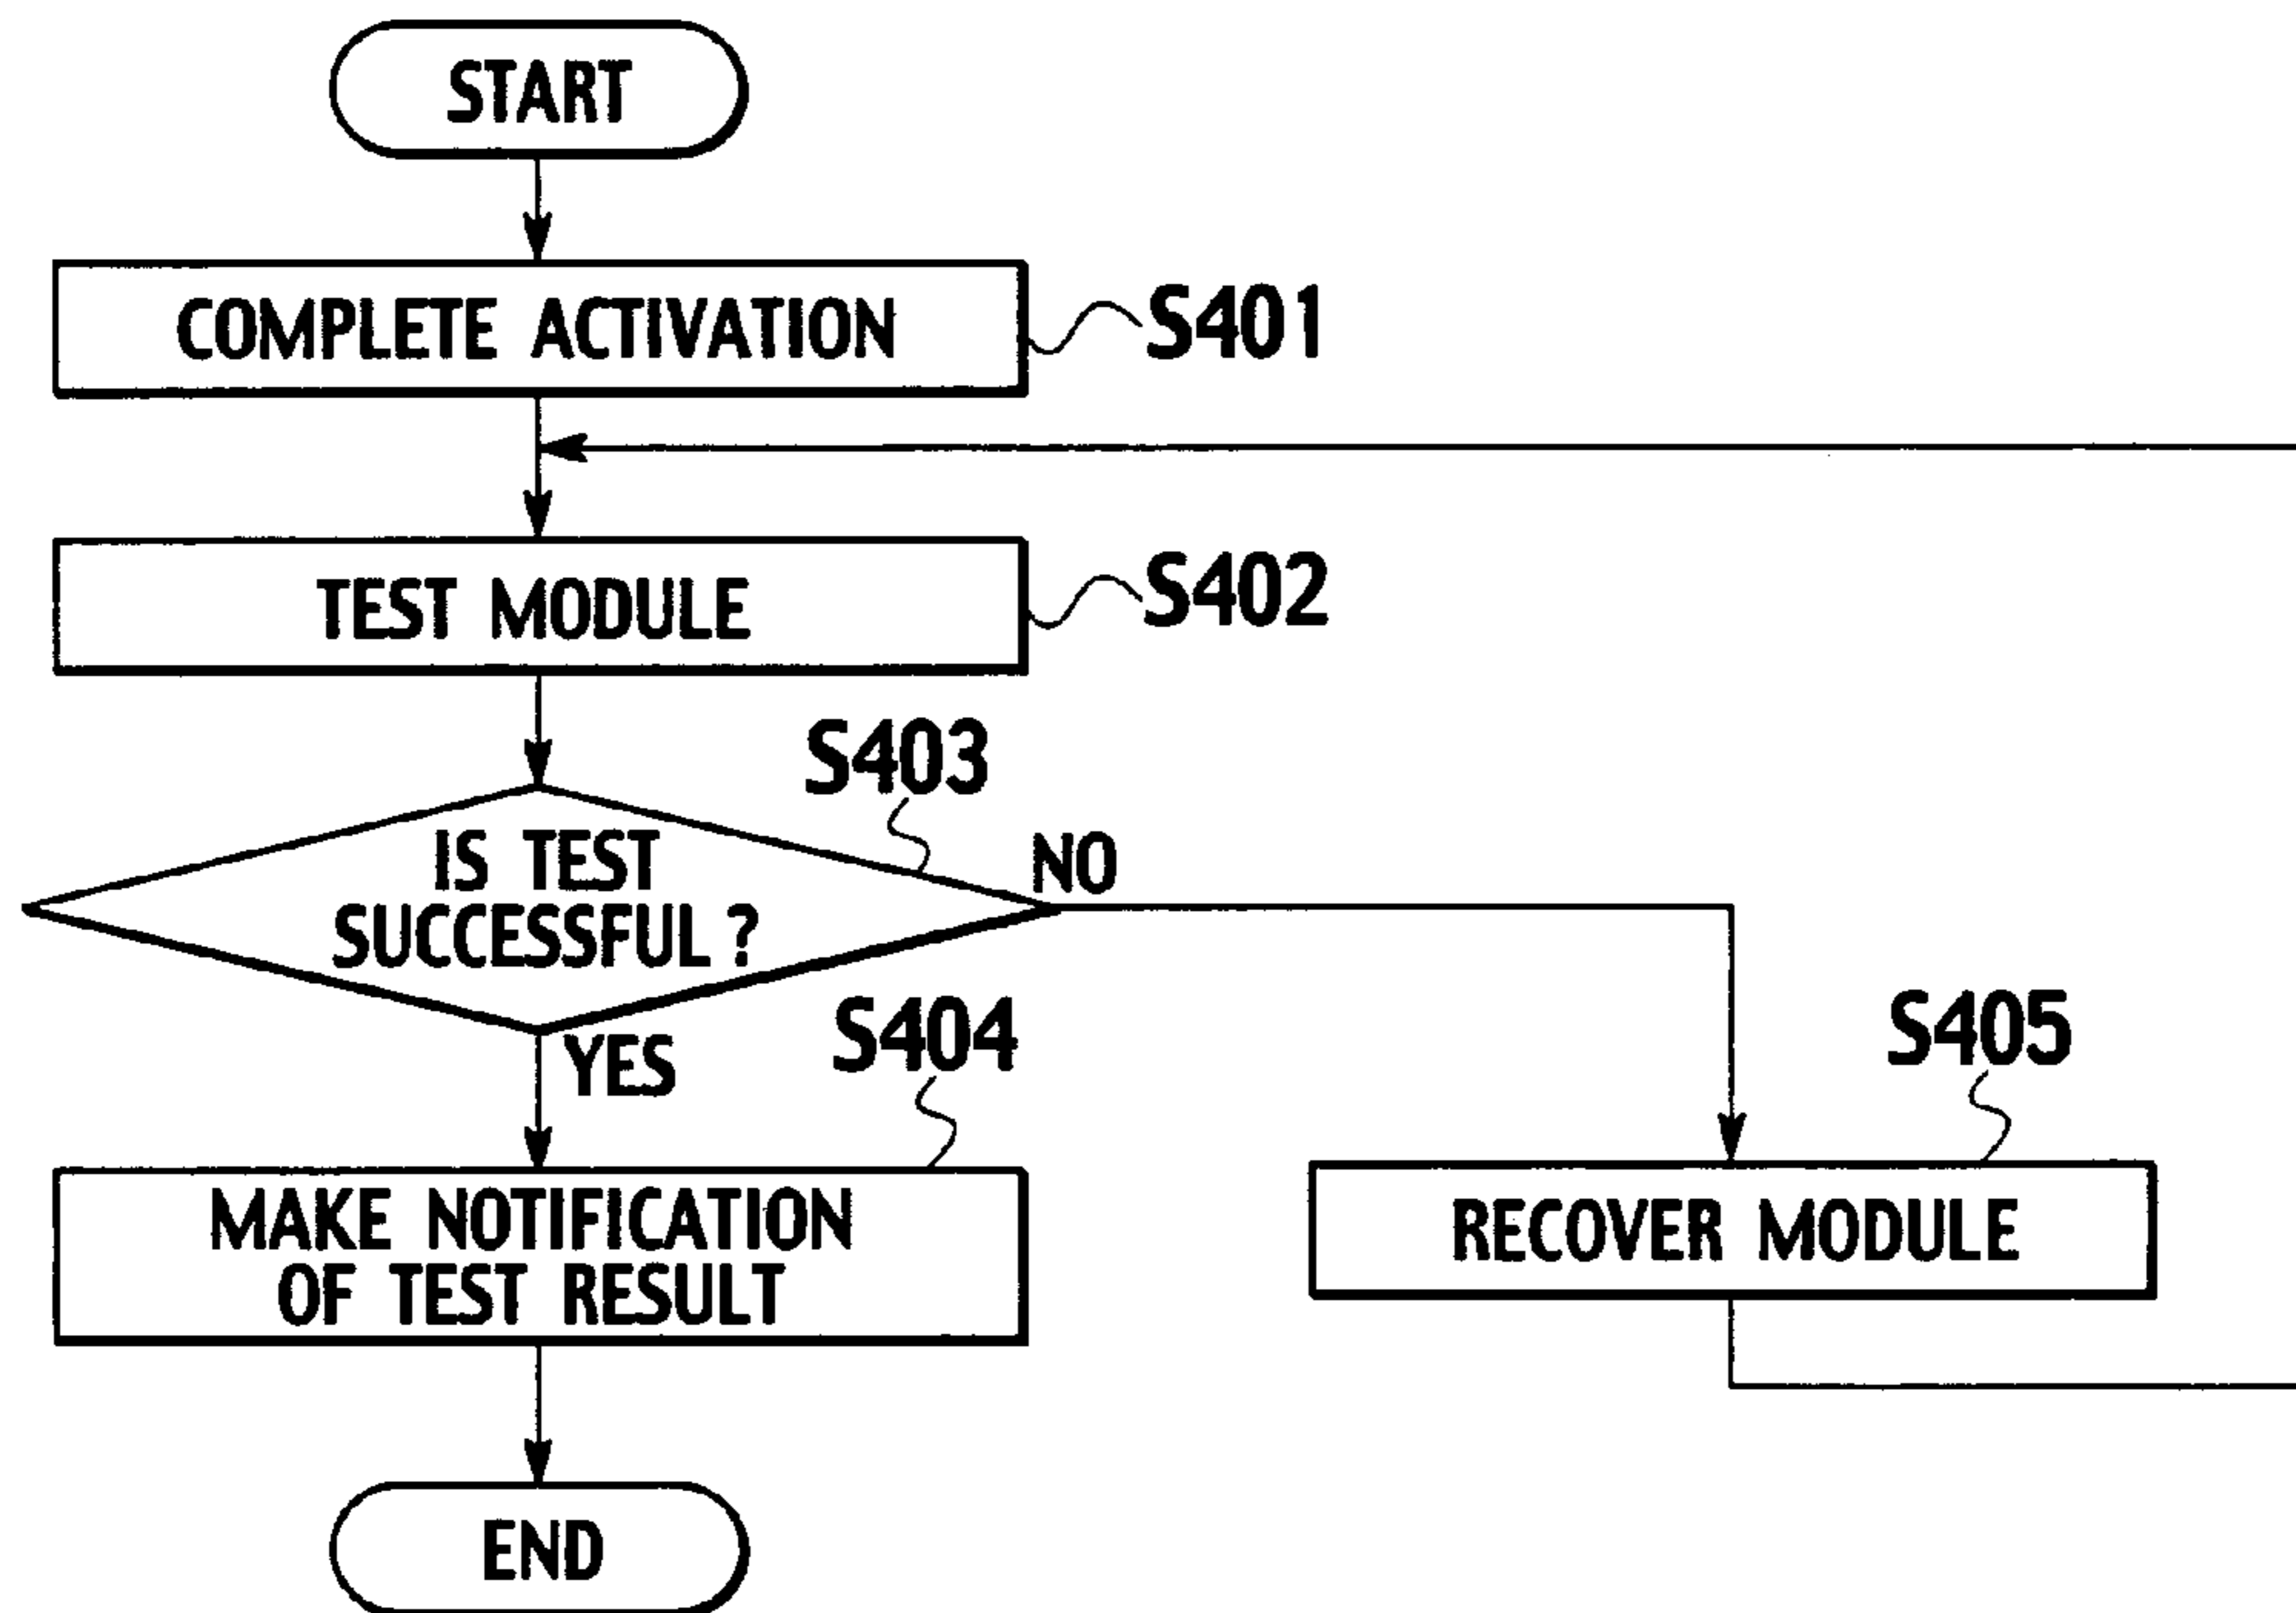 START
COMPLETE ACTIVATION
S401
TEST MODULE
S402
S403
IS TEST
SUCCESSFUL?
NO
YES
S404
MAKE NOTIFICATION
OF TEST RESULT
S405
RECOVER MODULE
END